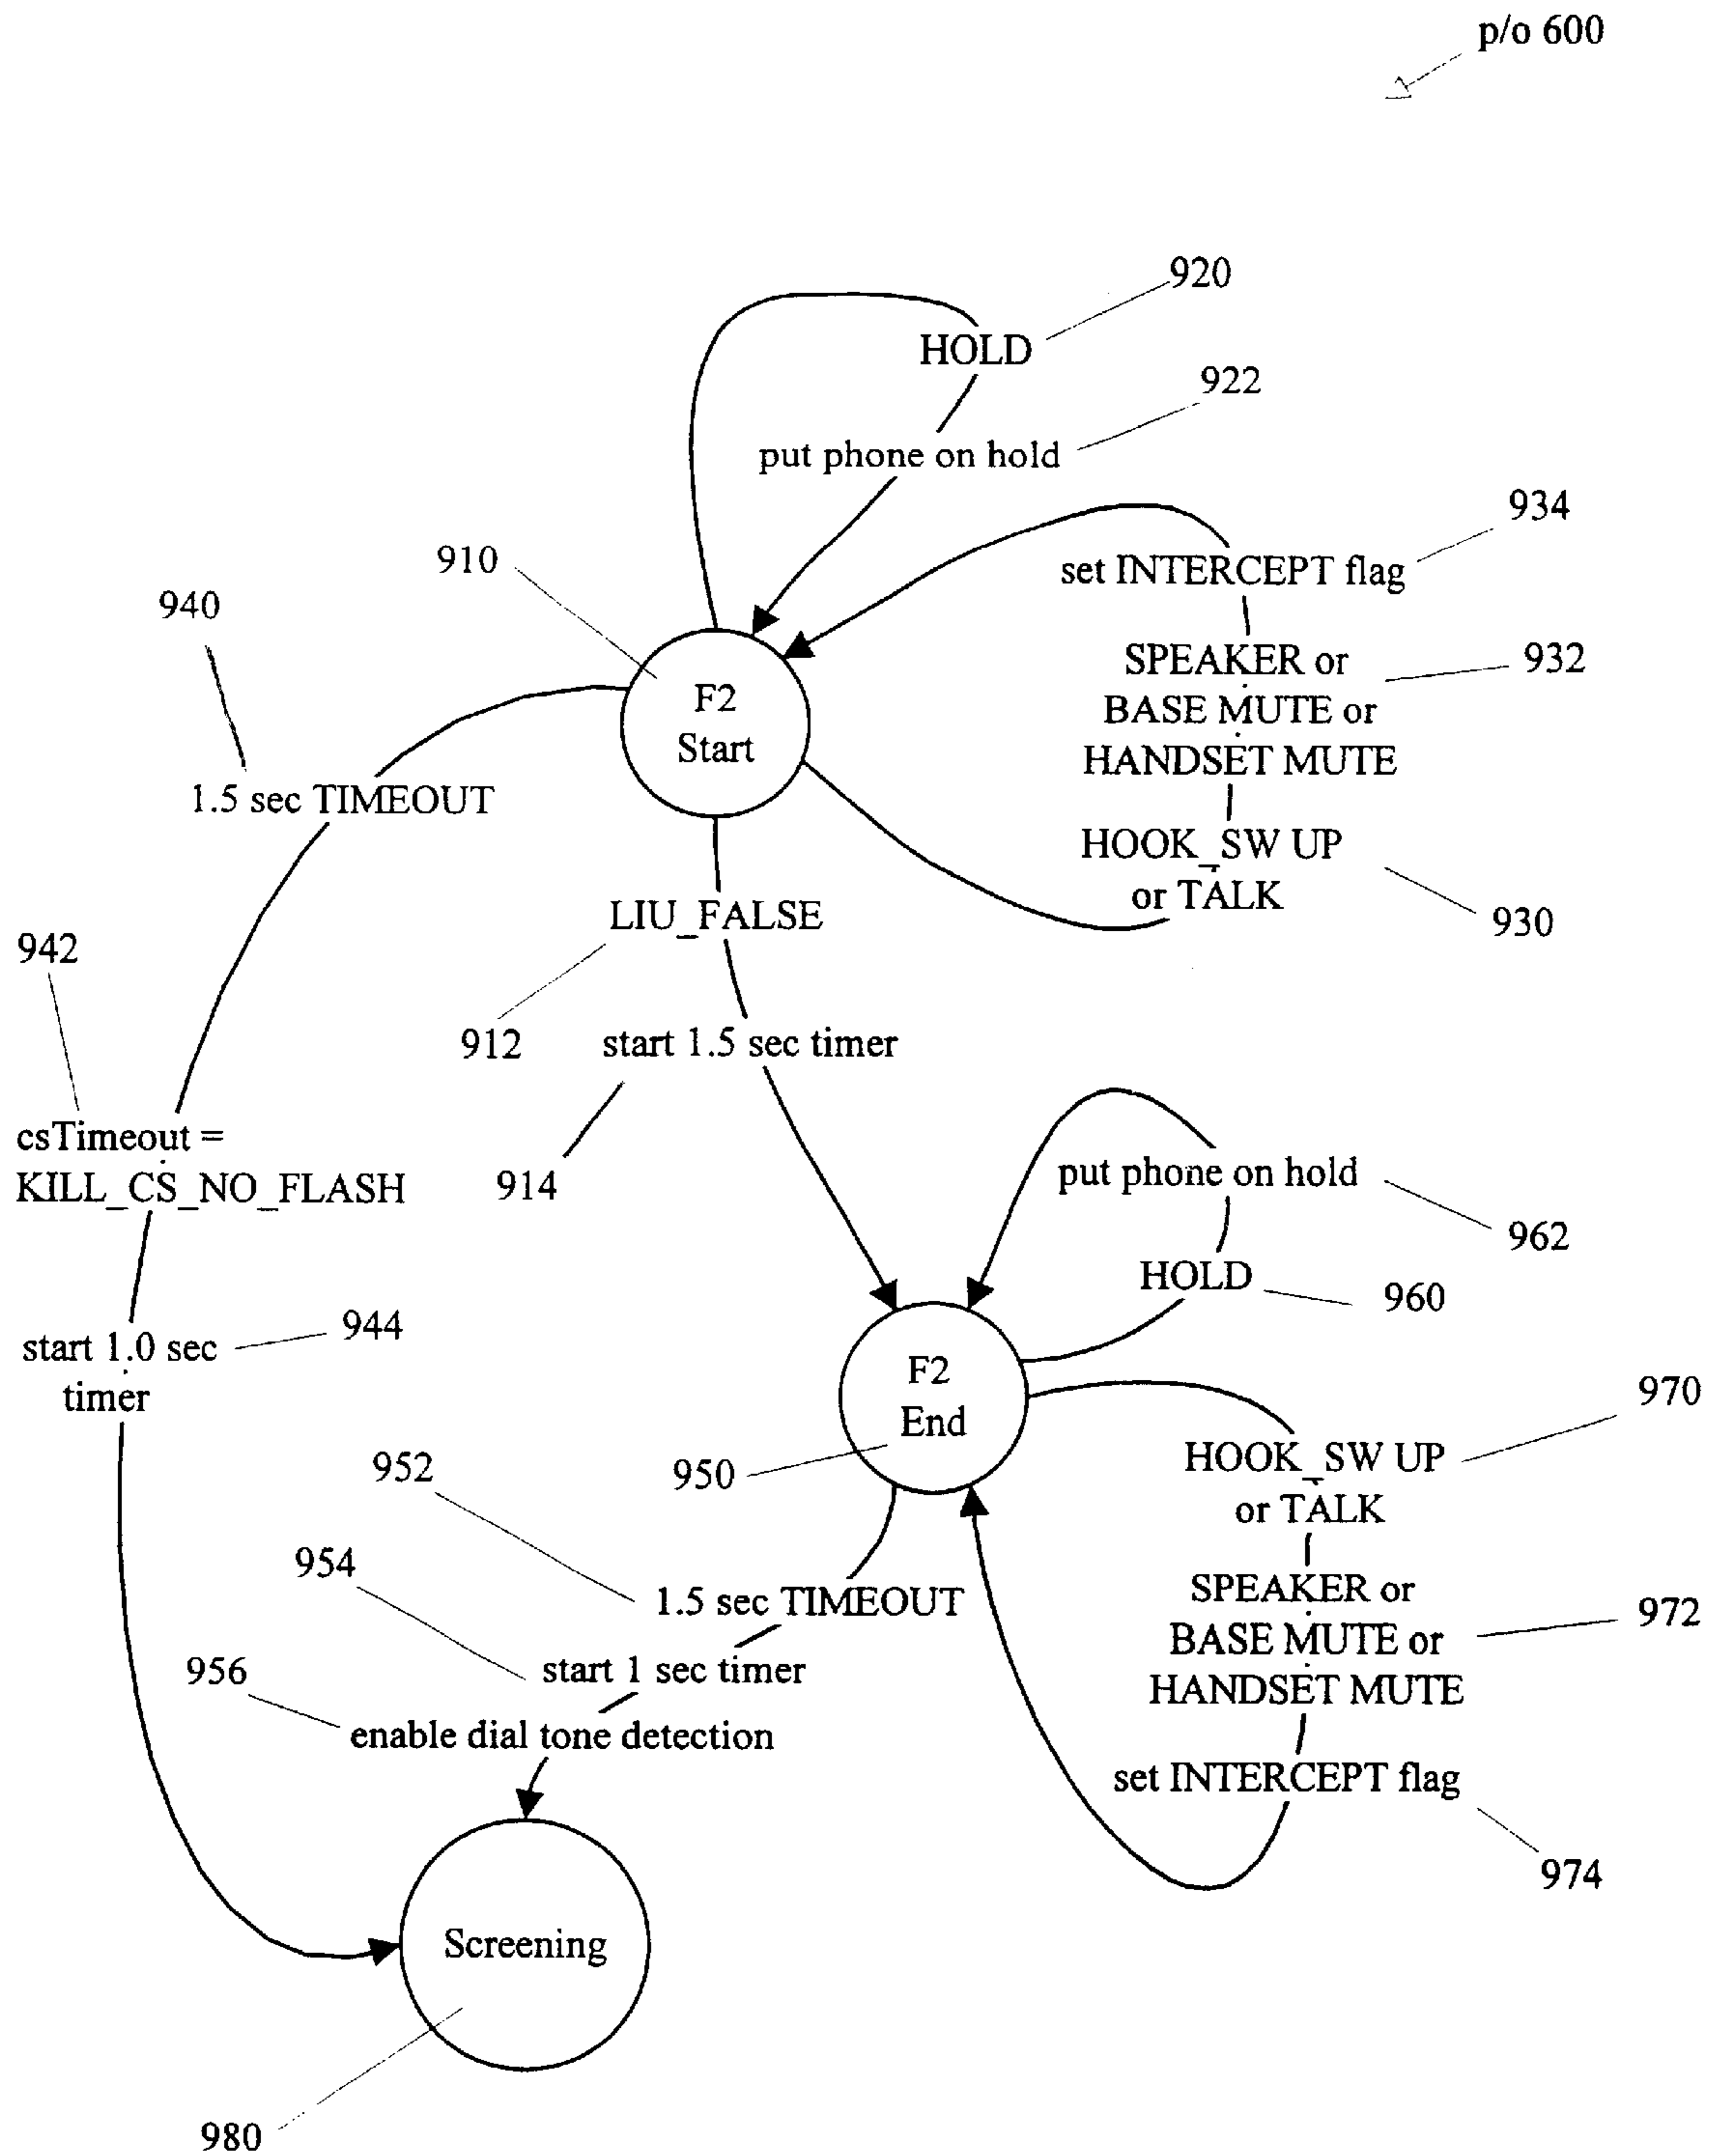 p/o 600
920
HOLD
922
put phone on hold
934
910
set INTERCEPT flag
940
SPEAKER or
932
BASE MUTE or
HANDSET MUTE
F2
Start
1.5 sec TIMEOUT
HOOK_SW UP
or TALK
930
LIU_FALSE
942
912
start 1.5 sec timer
csTimeout =
KILL_CS_NO_FLASH
914
put phone on hold
962
HOLD
960
start 1.0 sec
timer
944
F2
End
970
HOOK_SW UP
or TALK
950
952
954
1.5 sec TIMEOUT
SPEAKER or
BASE MUTE or
HANDSET MUTE
972
956
start 1 sec timer
enable dial tone detection
set INTERCEPT flag
974
Screening
980